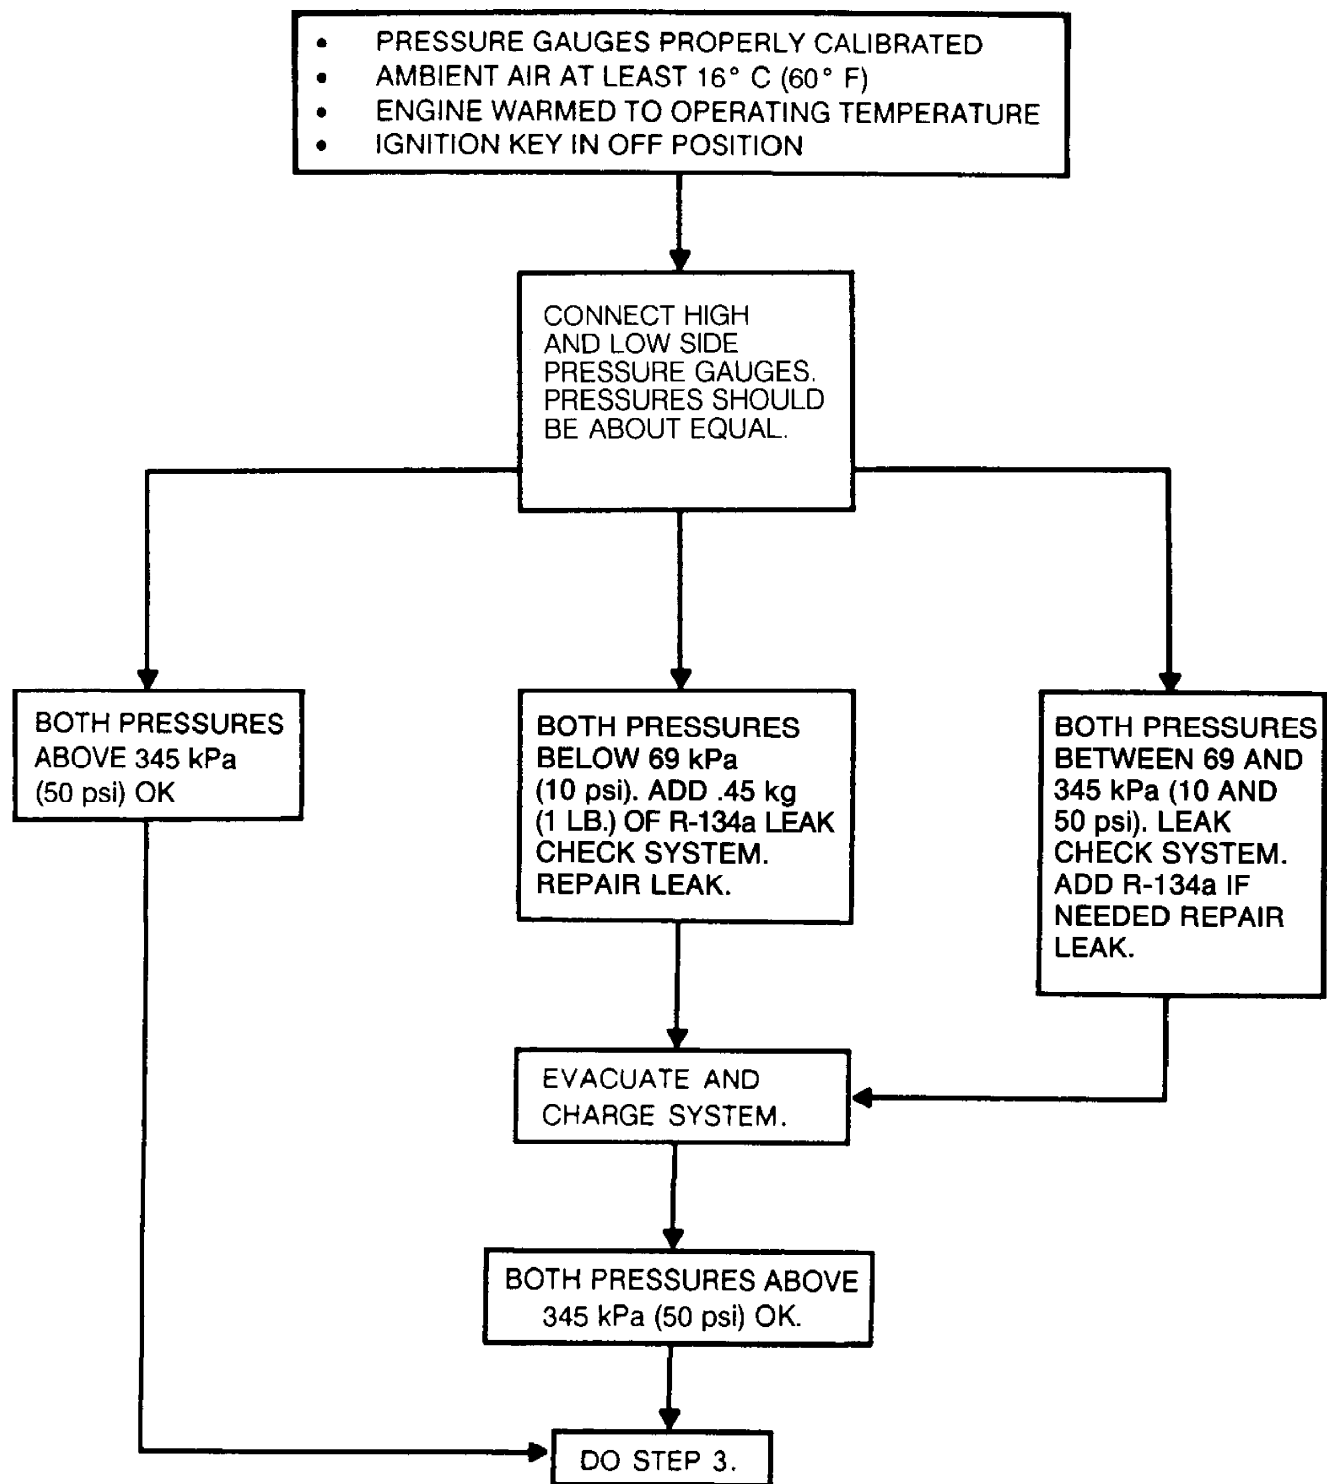 • PRESSURE GAUGES PROPERLY CALIBRATED
• AMBIENT AIR AT LEAST 16° C (60° F)
• ENGINE WARMED TO OPERATING TEMPERATURE
• IGNITION KEY IN OFF POSITION
CONNECT HIGH
AND LOW SIDE
PRESSURE GAUGES.
PRESSURES SHOULD
BE ABOUT EQUAL.
BOTH PRESSURES
ABOVE 345 kPa
(50 psi) OK
BOTH PRESSURES
BELOW 69 kPa
(10 psi). ADD .45 kg
(1 LB.) OF R-134a LEAK
CHECK SYSTEM.
REPAIR LEAK.
BOTH PRESSURES
BETWEEN 69 AND
345 kPa (10 AND
50 psi). LEAK
CHECK SYSTEM.
ADD R-134a IF
NEEDED REPAIR
LEAK.
EVACUATE AND
CHARGE SYSTEM.
BOTH PRESSURES ABOVE
345 kPa (50 psi) OK.
DO STEP 3.